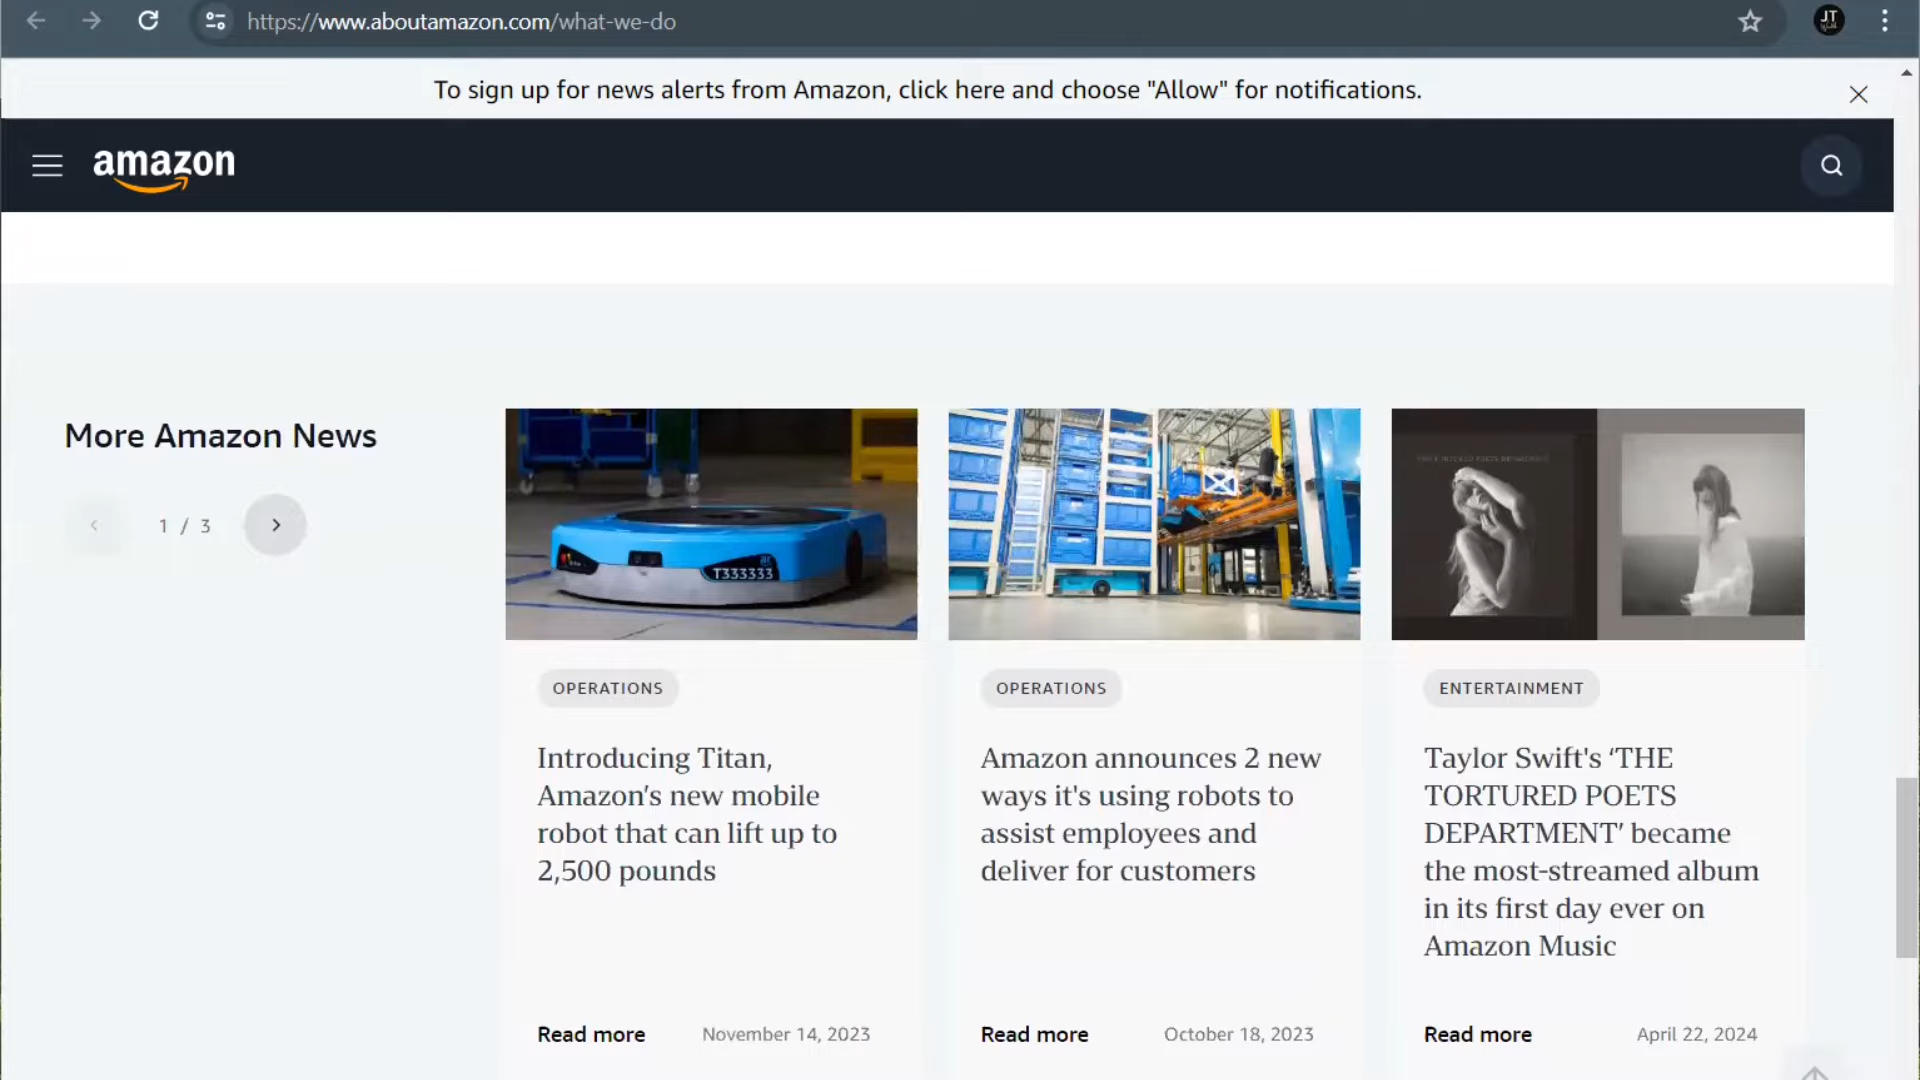 https://www.aboutamazon.com/what-we-do
To sign up for news alerts from Amazon, click here and choose "Allow" for notifications.
amazon
More Amazon News
1 / 3
T333333
OPERATIONS
Introducing Titan,
Amazon’s new mobile
robot that can lift up to
2,500 pounds
Read more
November 14, 2023
OPERATIONS
Amazon announces 2 new
ways it's using robots to
assist employees and
deliver for customers
Read more
October 18, 2023
ENTERTAINMENT
Taylor Swift's ‘THE
TORTURED POETS
DEPARTMENT’ became
the most-streamed album
in its first day ever on
Amazon Music
Read more
April 22, 2024
JT